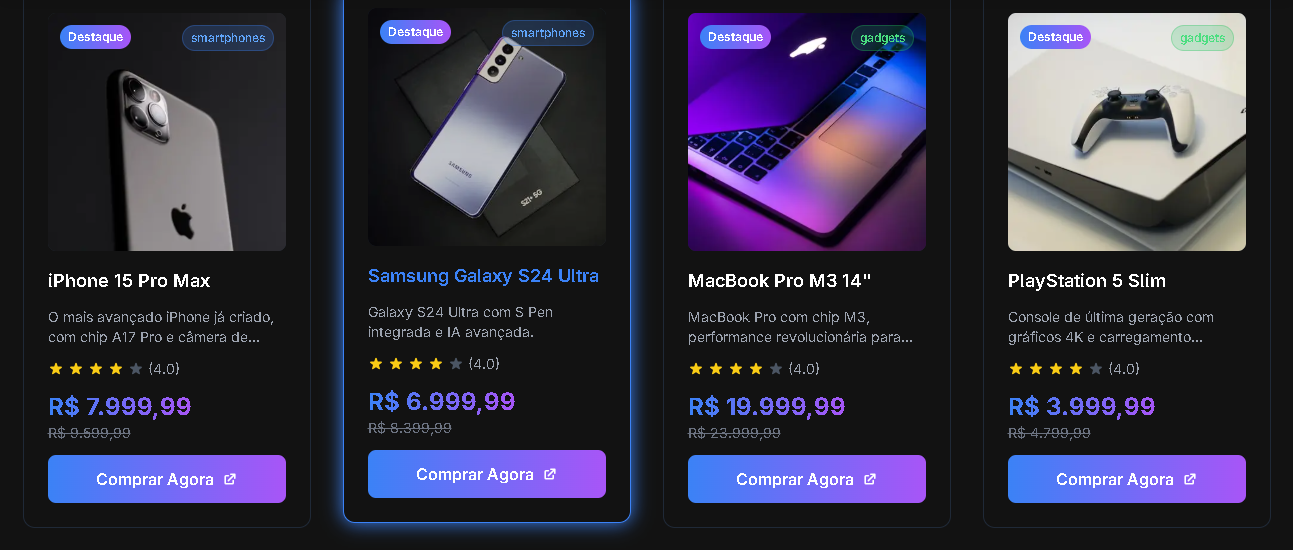 Destaque
smartphones
iPhone 15 Pro Max
O mais avançado iPhone já criado,
com chip A17 Pro e câmera de...
(4.0)
R$ 7.999,99
R$ 9.599,99
Comprar Agora
Destaque
smartphones
SAMSUNG
S21+ 5G
Samsung Galaxy S24 Ultra
Galaxy S24 Ultra com S Pen
integrada e IA avançada.
(4.0)
R$ 6.999,99
R$ 8.399,99
Comprar Agora
Destaque
gadgets
MacBook Pro M3 14"
MacBook Pro com chip M3,
performance revolucionária para...
(4.0)
R$ 19.999,99
R$ 23.999,99
Comprar Agora
Destaque
gadgets
PlayStation 5 Slim
Console de última geração com
gráficos 4K e carregamento...
(4.0)
R$ 3.999,99
R$ 4.799,99
Comprar Agora